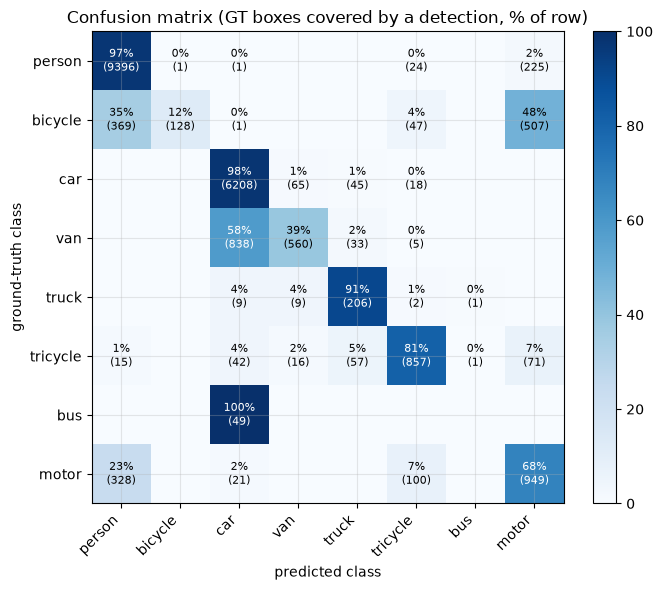 Confusion matrix (GT boxes covered by a detection, % of row)
ground-truth class
person
97% 0% 0% 0% 2%
(9396) (1) (1) (24) (225)
bicycle
35% 12% 0% 4% 48%
(369) (128) (1) (47) (507)
car
98% 1% 1% 0%
(6208) (65) (45) (18)
van
58% 39% 2% 0%
(838) (560) (33) (5)
truck
4% 4% 91% 1% 0%
(9) (9) (206) (2) (1)
tricycle
1% 4% 2% 5% 81% 0% 7%
(15) (42) (16) (57) (857) (1) (71)
bus
100%
(49)
motor
23% 2% 7% 68%
(328) (21) (100) (949)
person bicycle car van truck tricycle bus motor
predicted class
100
80
60
40
20
0